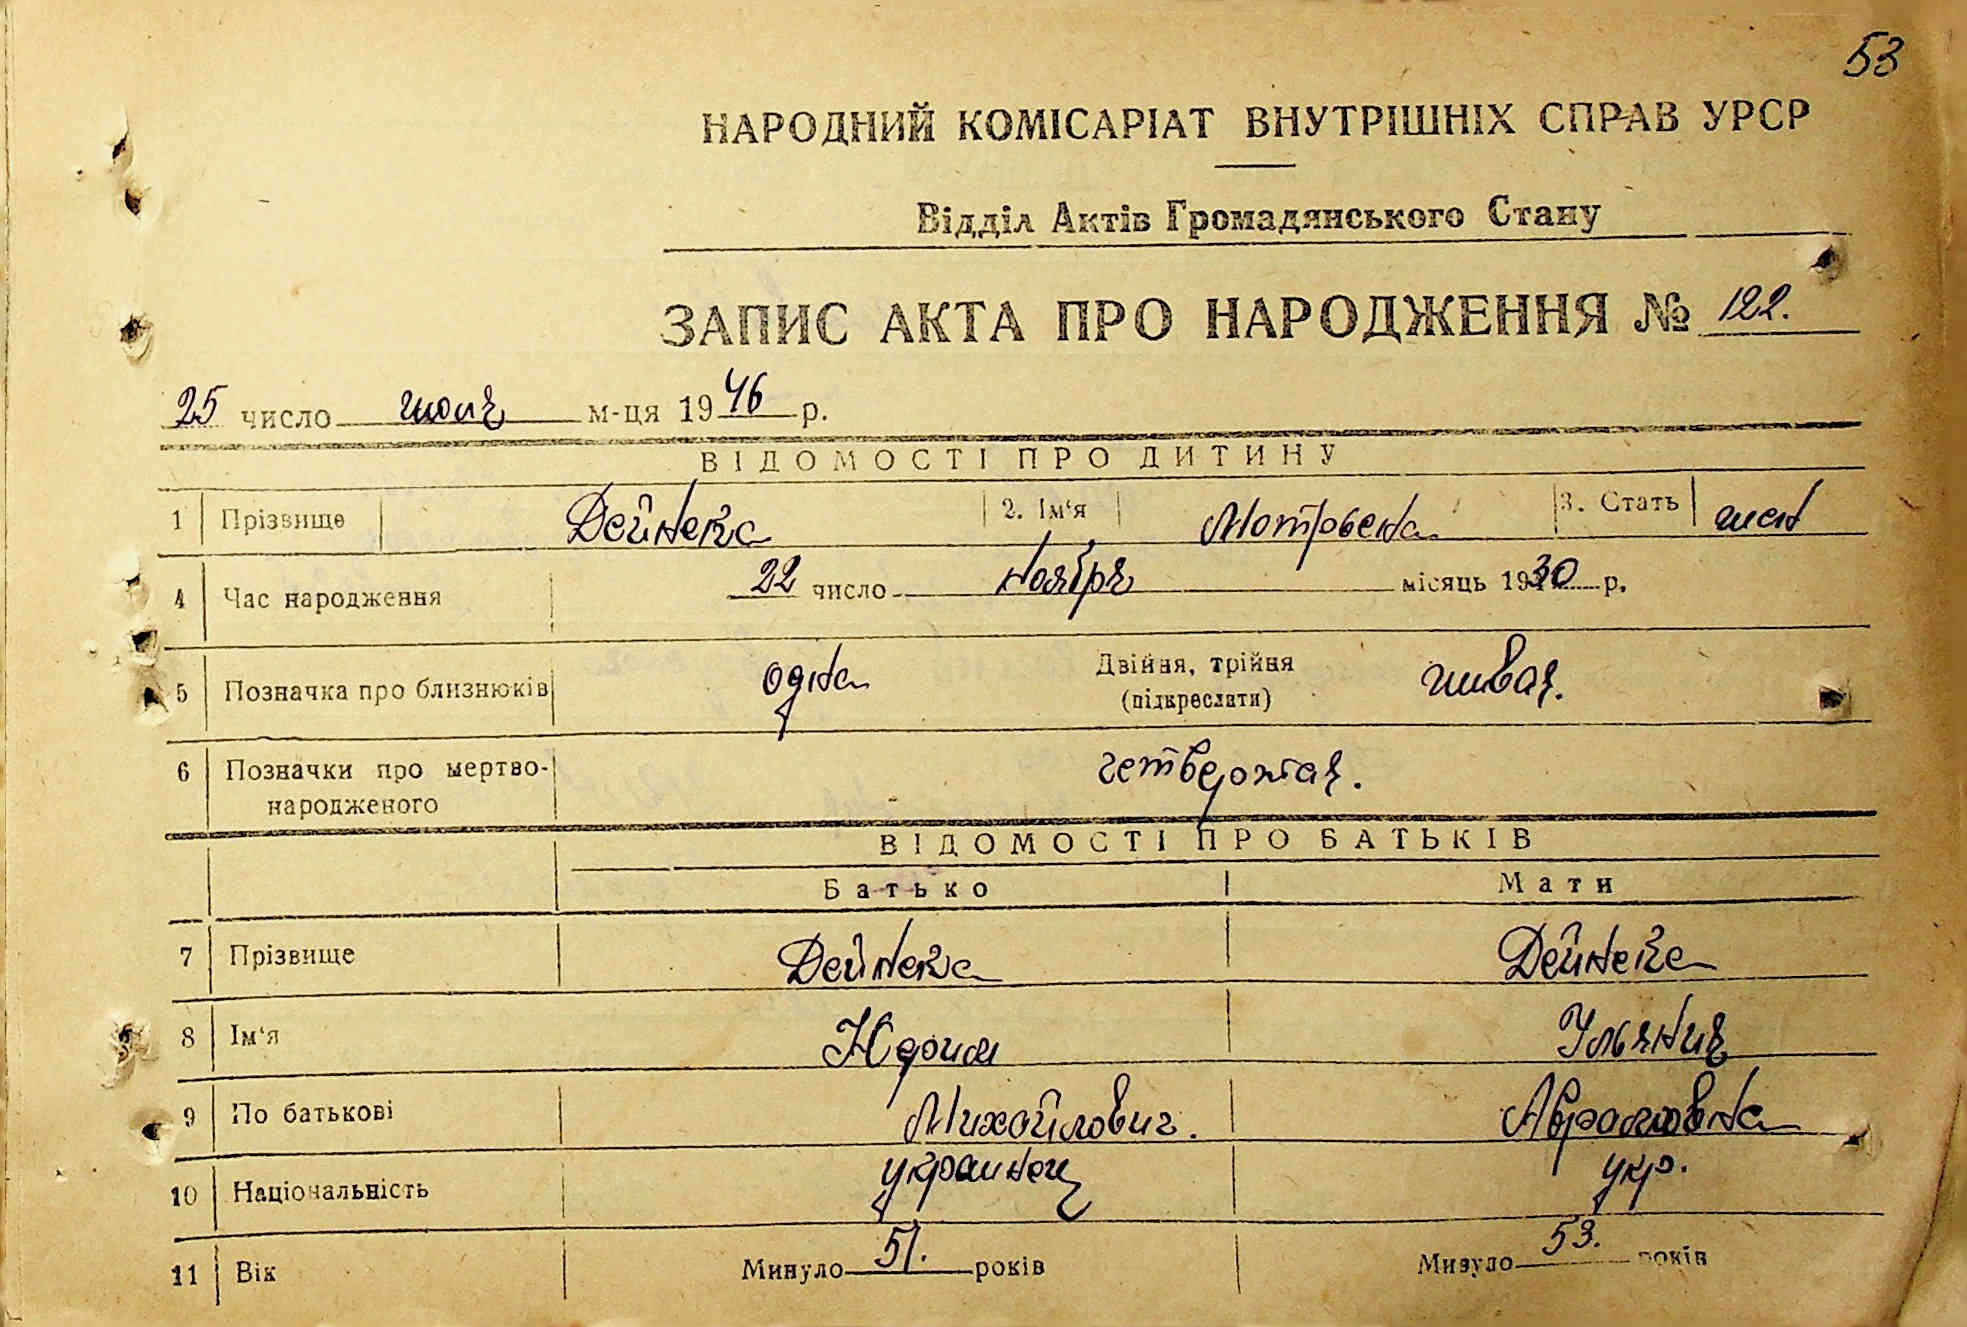 53
НАРОДНИЙ КОМІСАРІАТ ВНУТРІШНІХ СПРАВ УРСР
Відділ Актів Громадянського Стану
ЗАПИС АКТА ПРО НАРОДЖЕННЯ № 122.
25 число июля м-ця 1946 р.
ВІДОМОСТІ ПРО ДИТИНУ
1 Прізвище Дейнека 2. Ім'я Мотрьена 3. Стать жен
4 Час народження 22 число ноября місяць 1930 р.
5 Позначка про близнюків одна Двійня, трійня (підкреслити) живая.
6 Позначки про мертвонародженого четвертая.
ВІДОМОСТІ ПРО БАТЬКІВ
Батько Мати
7 Прізвище Дейнека Дейнека
8 Ім'я Ульяния
9 По батькові Михайлович. Аврамовна
10 Національність украинец укр.
11 Вік Минуло 51. років Минуло 53. років